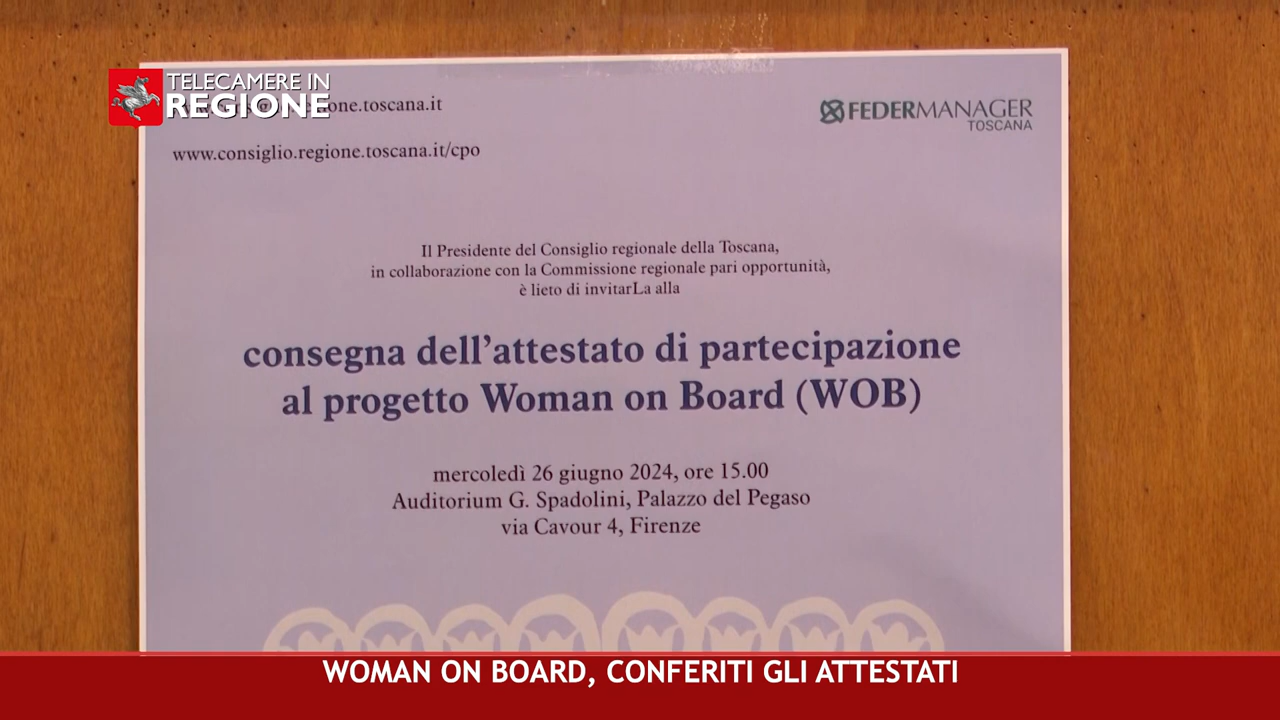 TELECAMERE IN
REGIONE
one.toscana.it
www.consiglio.regione.toscana.it/cpo
FEDERMANAGER
TOSCANA
Il Presidente del Consiglio regionale della Toscana,
in collaborazione con la Commissione regionale pari opportunità,
è lieto di invitarLa alla
consegna dell’attestato di partecipazione
al progetto Woman on Board (WOB)
mercoledì 26 giugno 2024, ore 15.00
Auditorium G. Spadolini, Palazzo del Pegaso
via Cavour 4, Firenze
WOMAN ON BOARD, CONFERITI GLI ATTESTATI